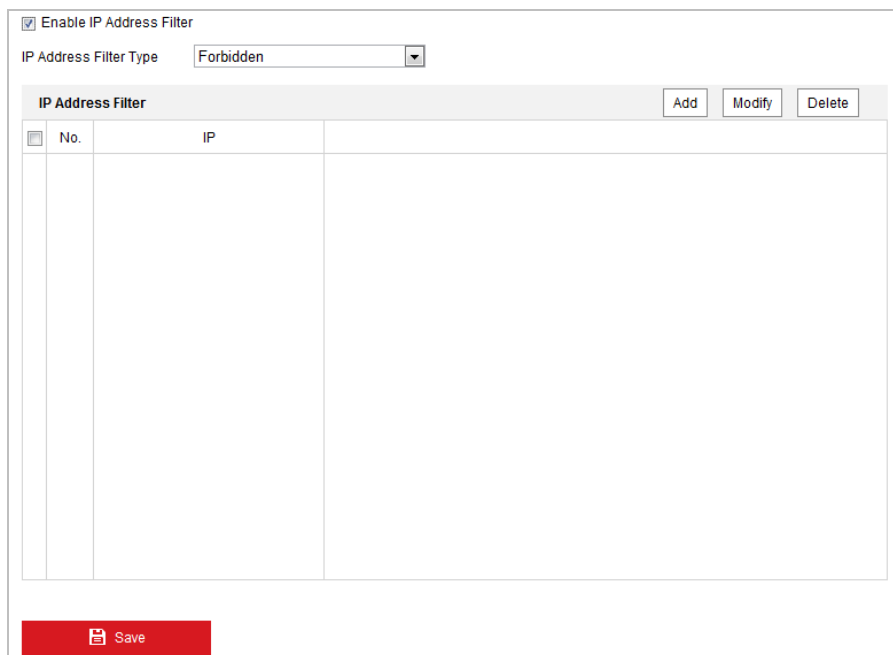 Enable IP Address Filter
IP Address Filter Type Forbidden
IP Address Filter Add Modify Delete
No. IP
Save